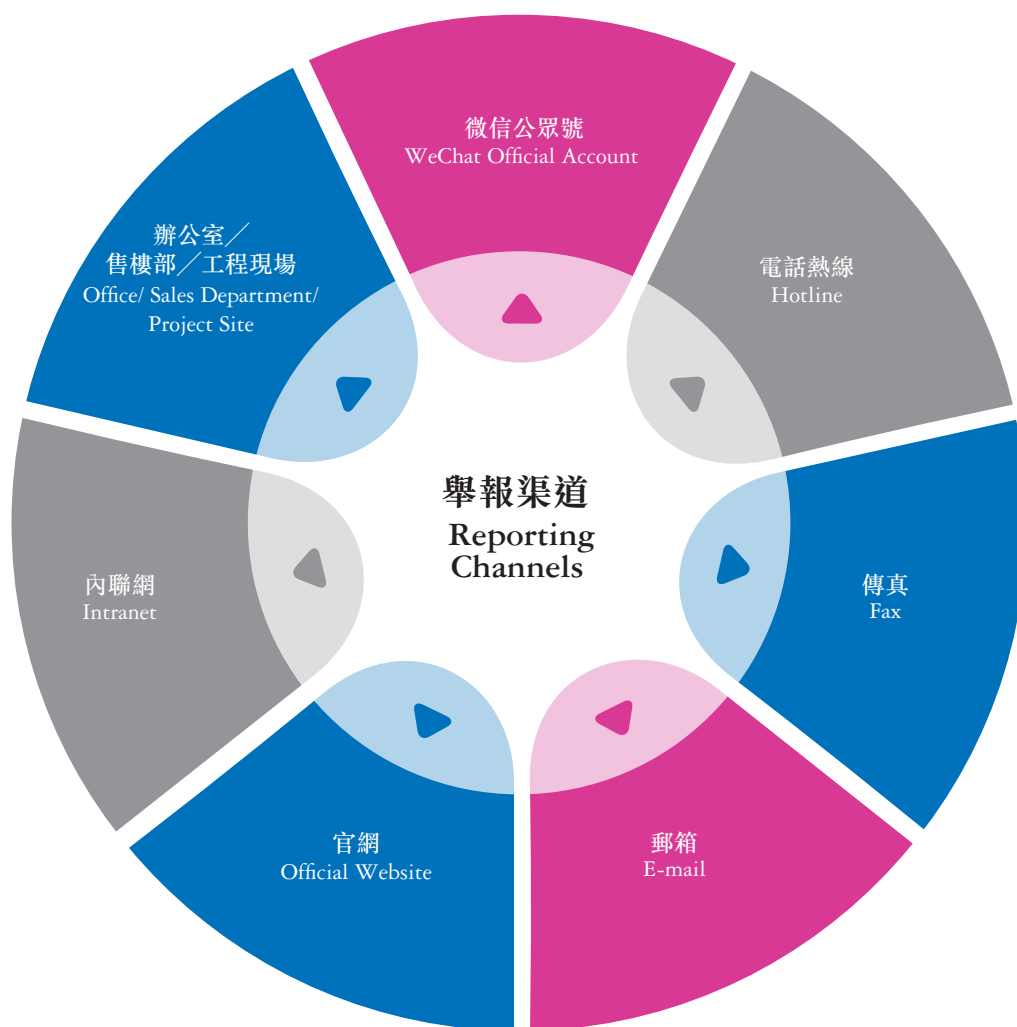 舉報渠道
Reporting
Channels
微信公眾號
WeChat Official Account
電話熱線
Hotline
傳真
Fax
郵箱
E-mail
官網
Official Website
內聯網
Intranet
辦公室／
售樓部／工程現場
Office/ Sales Department/
Project Site